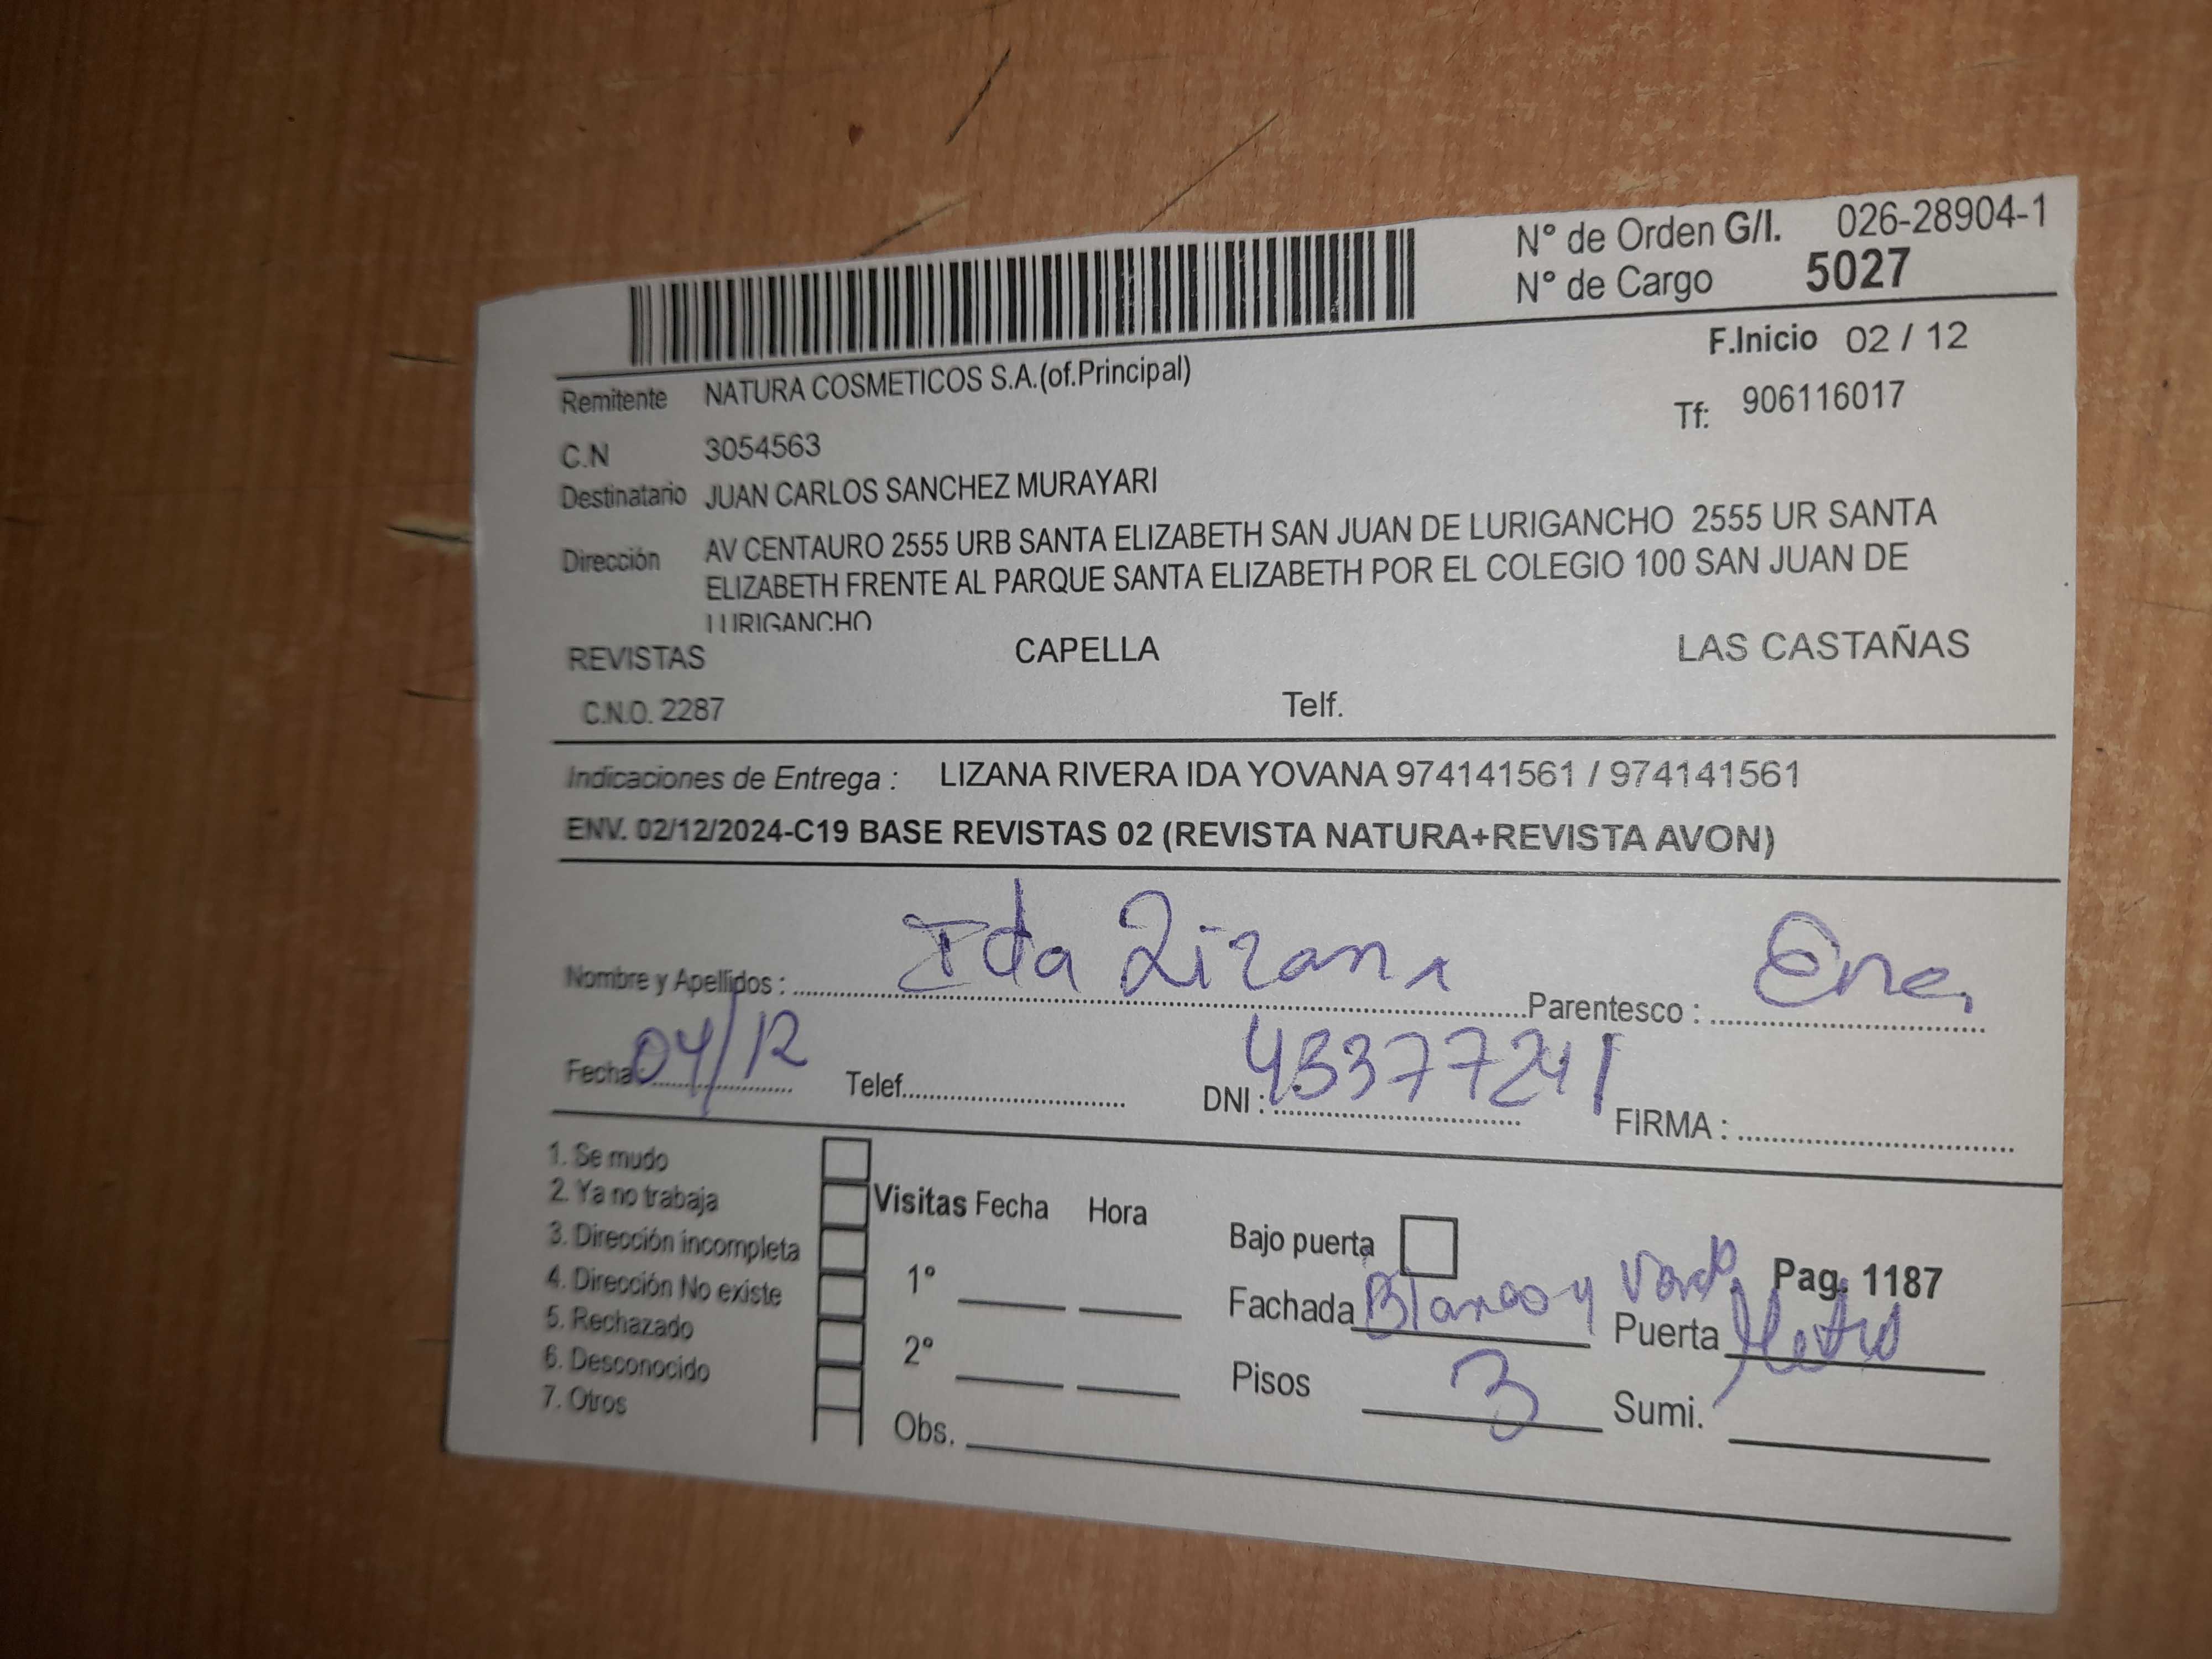 N° de Orden G/I. 026-28904-1
N° de Cargo 5027
F.Inicio 02 / 12
Remitente NATURA COSMETICOS S.A.(of.Principal)
Tf: 906116017
C.N 3054563
Destinatario JUAN CARLOS SANCHEZ MURAYARI
Dirección AV CENTAURO 2555 URB SANTA ELIZABETH SAN JUAN DE LURIGANCHO 2555 UR SANTA
ELIZABETH FRENTE AL PARQUE SANTA ELIZABETH POR EL COLEGIO 100 SAN JUAN DE
LURIGANCHO
REVISTAS CAPELLA LAS CASTAÑAS
C.N.O. 2287 Telf.
Indicaciones de Entrega : LIZANA RIVERA IDA YOVANA 974141561 / 974141561
ENV. 02/12/2024-C19 BASE REVISTAS 02 (REVISTA NATURA+REVISTA AVON)
Nombre y Apellidos : Ida Lizana Parentesco : Ene,
Fecha : 04/12 Telef. DNI : 45377241 FIRMA :
1. Se mudo
2. Ya no trabaja
3. Dirección incompleta
4. Dirección No existe
5. Rechazado
6. Desconocido
7. Otros
Visitas Fecha Hora
1°
2°
Obs.
Bajo puerta
Pag. 1187
Fachada Blanco y Verde Puerta
Pisos 3 Sumi.